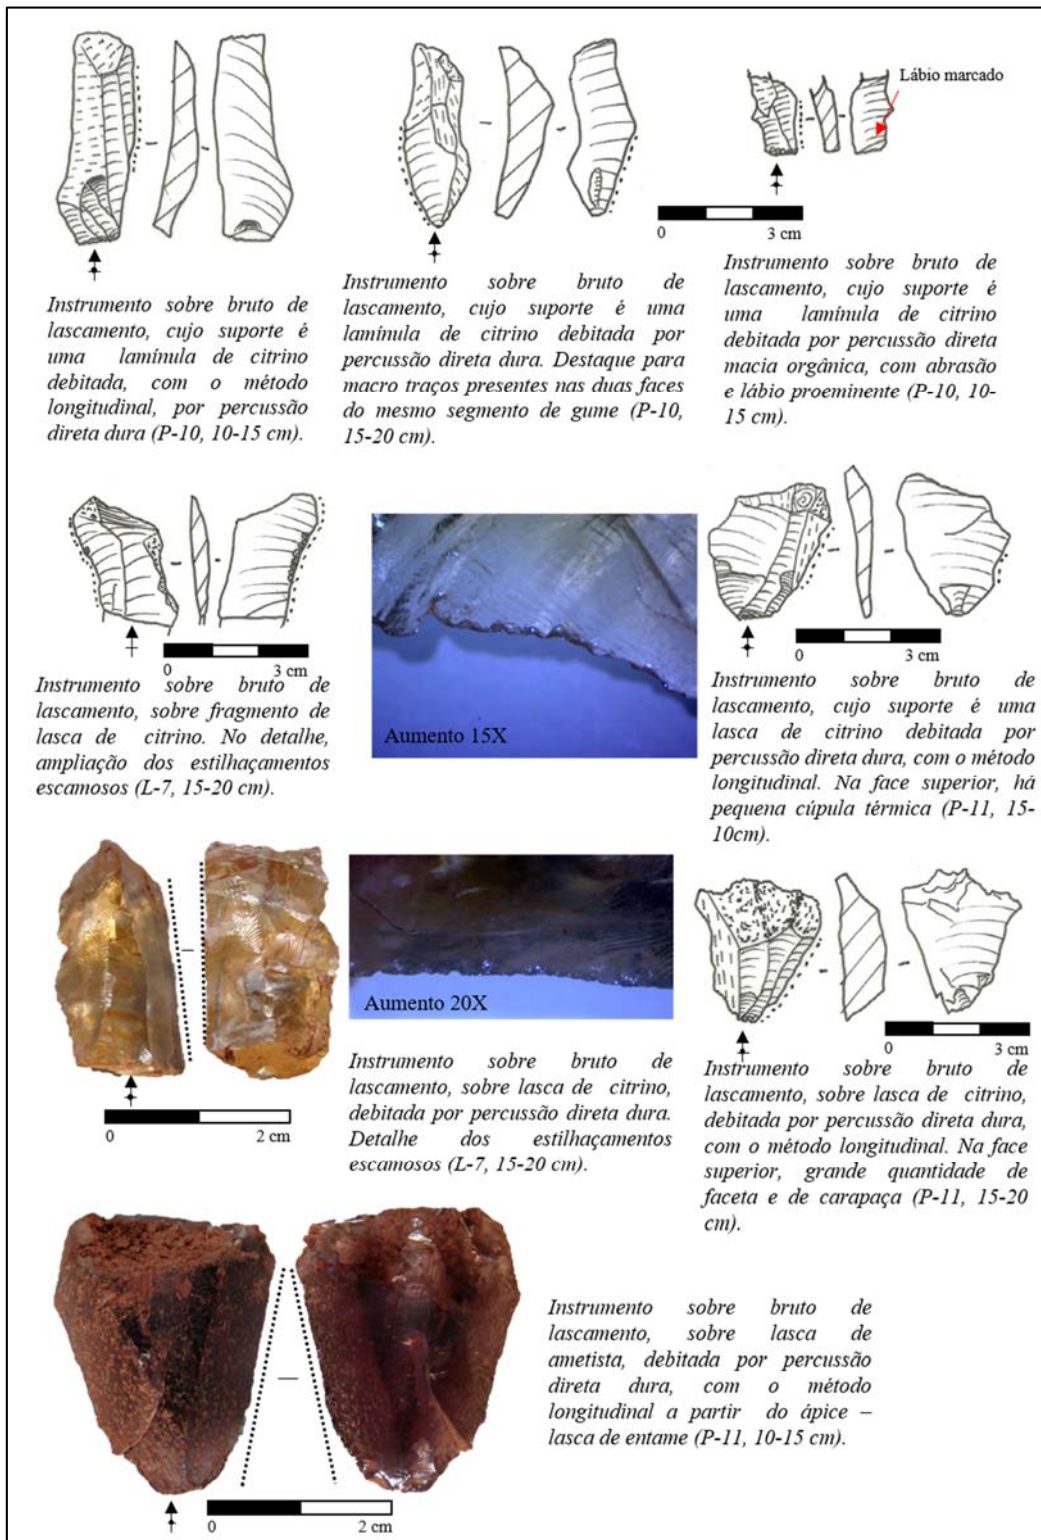 Lábio marcado
0 3 cm
Instrumento sobre bruto de
lascamento, cujo suporte é
uma lamínula de citrino
debitada, com o método
longitudinal, por percussão
direta dura (P-10, 10-15 cm).
Instrumento sobre bruto de
lascamento, cujo suporte é uma
lamínula de citrino debitada por
percussão direta dura. Destaque para
macro traços presentes nas duas faces
do mesmo segmento de gume (P-10,
15-20 cm).
Instrumento sobre bruto de
lascamento, cujo suporte é
uma lamínula de citrino
debitada por percussão direta
macia orgânica, com abrasão
e lábio proeminente (P-10, 10-
15 cm).
0 3 cm
Instrumento sobre bruto de
lascamento, sobre fragmento de
lasca de citrino. No detalhe,
ampliação dos estilhaçamentos
escamosos (L-7, 15-20 cm).
Aumento 15X
0 3 cm
Instrumento sobre bruto de
lascamento, cujo suporte é uma
lasca de citrino debitada por
percussão direta dura, com o método
longitudinal. Na face superior, há
pequena cúpula térmica (P-11, 15-
10cm).
0 2 cm
Aumento 20X
Instrumento sobre bruto de
lascamento, sobre lasca de citrino,
debitada por percussão direta dura.
Detalhe dos estilhaçamentos
escamosos (L-7, 15-20 cm).
0 3 cm
Instrumento sobre bruto de
lascamento, sobre lasca de citrino,
debitada por percussão direta dura,
com o método longitudinal. Na face
superior, grande quantidade de
faceta e de carapaça (P-11, 15-20
cm).
0 2 cm
Instrumento sobre bruto de
lascamento, sobre lasca de
ametista, debitada por percussão
direta dura, com o método
longitudinal a partir do ápice –
lasca de entame (P-11, 10-15 cm).